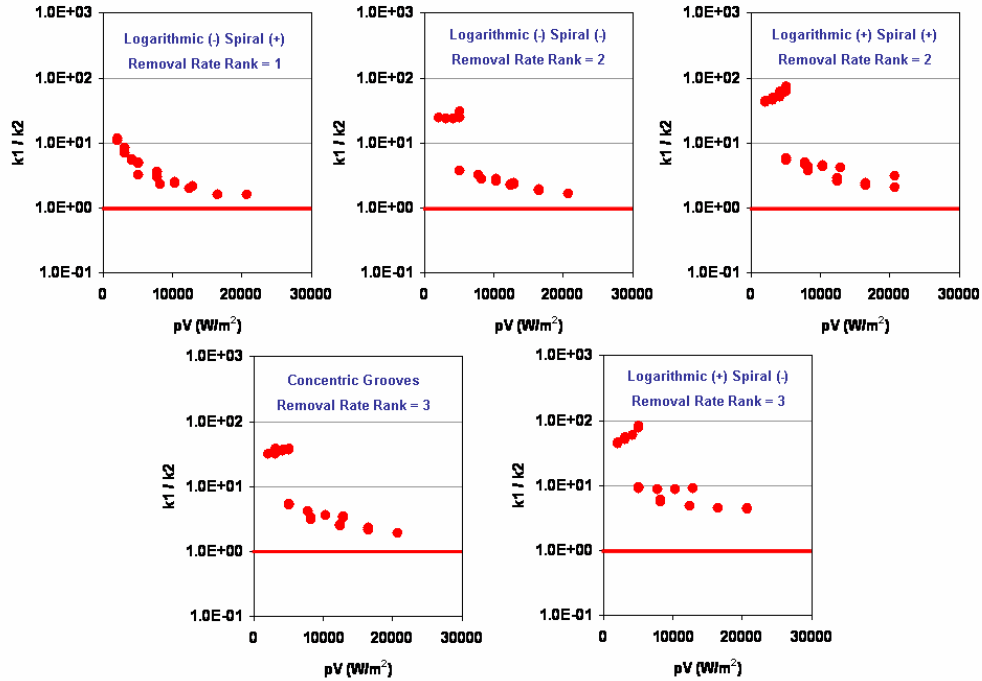 1.0E+03
Logarithmic (-) Spiral (+)
Removal Rate Rank = 1
1.0E+02
k1 / k2
1.0E+01
1.0E+00
1.0E-01
0 10000 20000 30000
pV (W/m²)
1.0E+03
Logarithmic (-) Spiral (-)
Removal Rate Rank = 2
1.0E+02
k1 / k2
1.0E+01
1.0E+00
1.0E-01
0 10000 20000 30000
pV (W/m²)
1.0E+03
Logarithmic (+) Spiral (+)
Removal Rate Rank = 2
1.0E+02
k1 / k2
1.0E+01
1.0E+00
1.0E-01
0 10000 20000 30000
pV (W/m²)
1.0E+03
Concentric Grooves
Removal Rate Rank = 3
1.0E+02
k1 / k2
1.0E+01
1.0E+00
1.0E-01
0 10000 20000 30000
pV (W/m²)
1.0E+03
Logarithmic (+) Spiral (-)
Removal Rate Rank = 3
1.0E+02
k1 / k2
1.0E+01
1.0E+00
1.0E-01
0 10000 20000 30000
pV (W/m²)